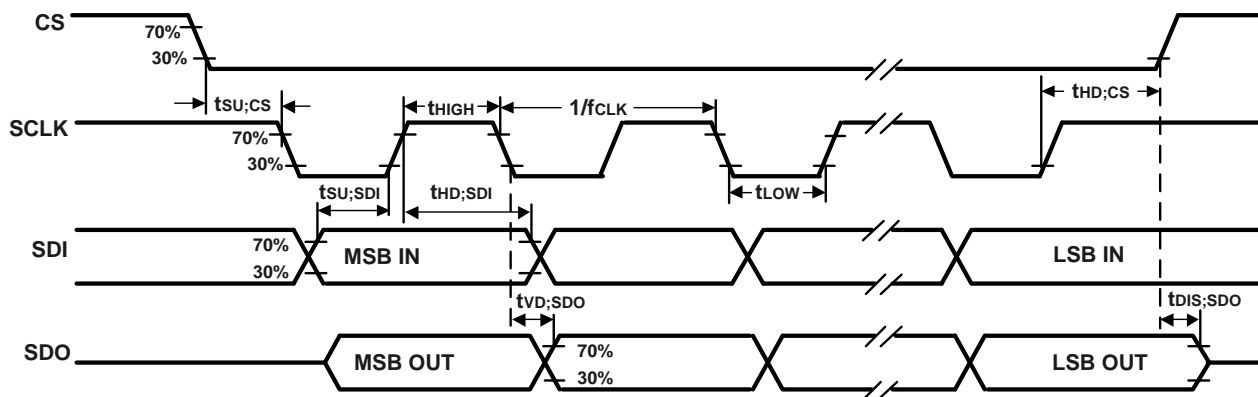 CS
70%
30%
tSU;CS
tHIGH
1/fCLK
tHD;CS
SCLK
70%
30%
tSU;SDI
tHD;SDI
tLOW
SDI
70%
30%
MSB IN
LSB IN
tVD;SDO
tDIS;SDO
SDO
MSB OUT
70%
30%
LSB OUT